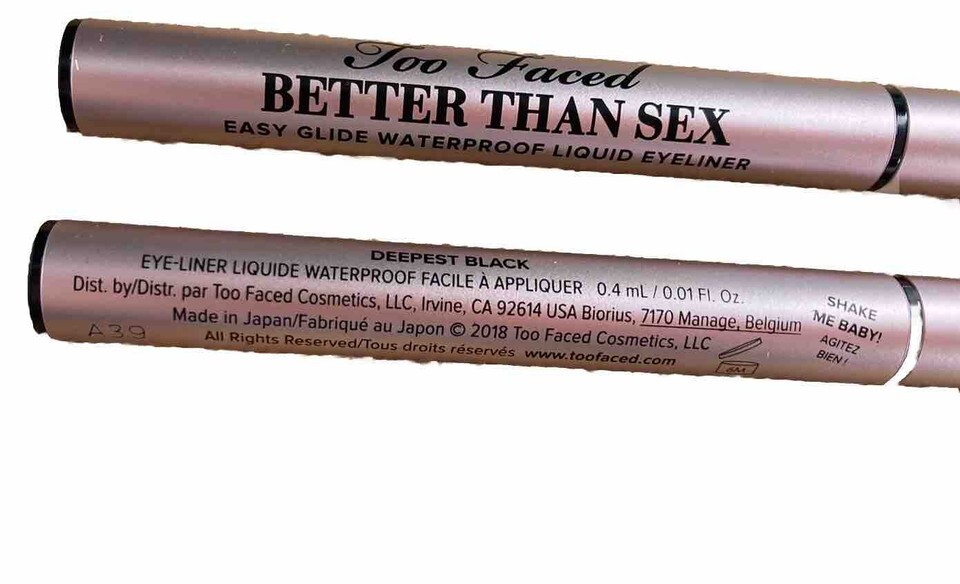 Too Faced
BETTER THAN SEX
EASY GLIDE WATERPROOF LIQUID EYELINER
DEEPEST BLACK
EYE-LINER LIQUIDE WATERPROOF FACILE À APPLIQUER 0.4 mL / 0.01 Fl. Oz.
Dist. by/Distr. par Too Faced Cosmetics, LLC, Irvine, CA 92614 USA Biorius, 7170 Manage, Belgium
Made in Japan/Fabriqué au Japon © 2018 Too Faced Cosmetics, LLC
All Rights Reserved/Tous droits réservés www.toofaced.com
A39
6M
SHAKE
ME BABY!
AGITEZ
BIEN!